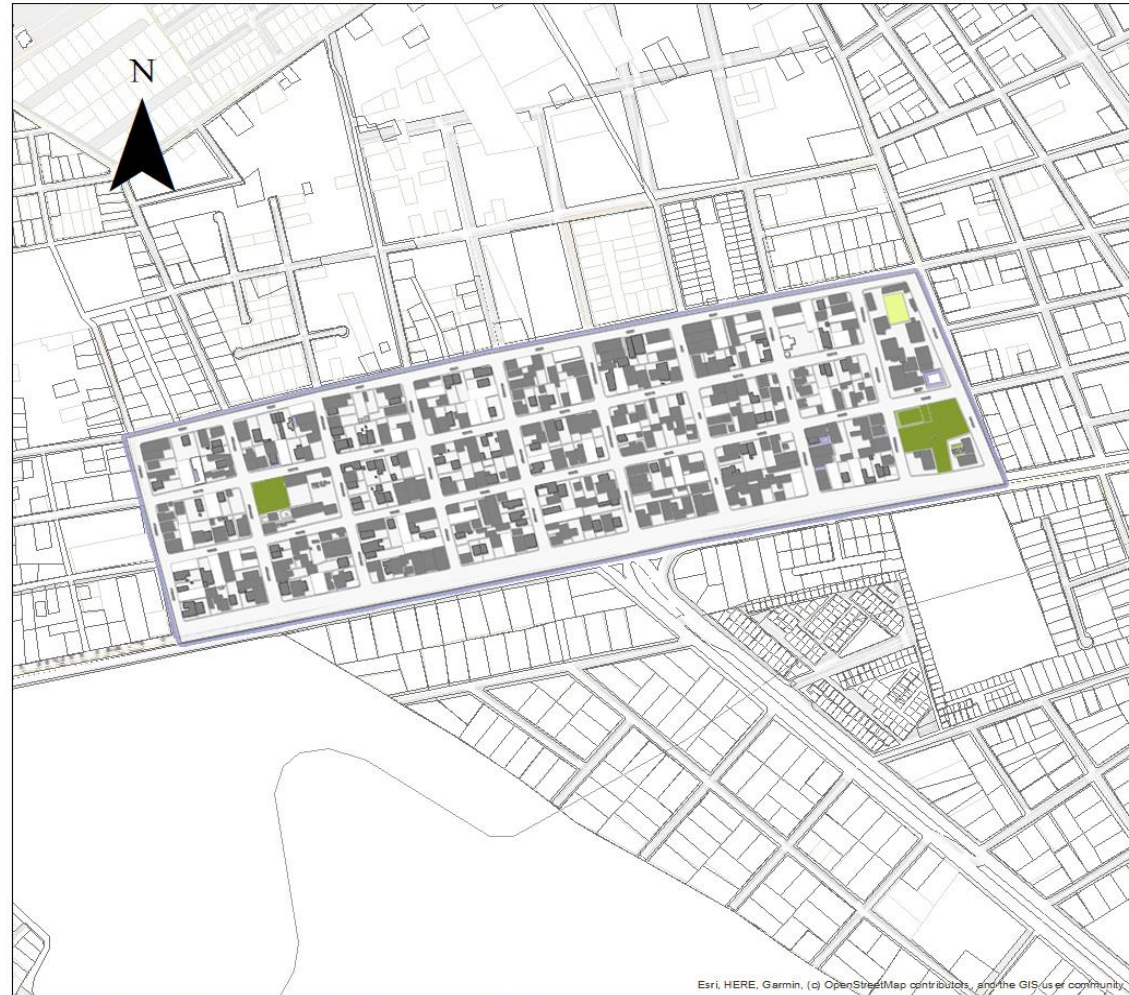 N
Esri, HERE, Garmin, (c) OpenStreetMap contributors, and the GIS user community